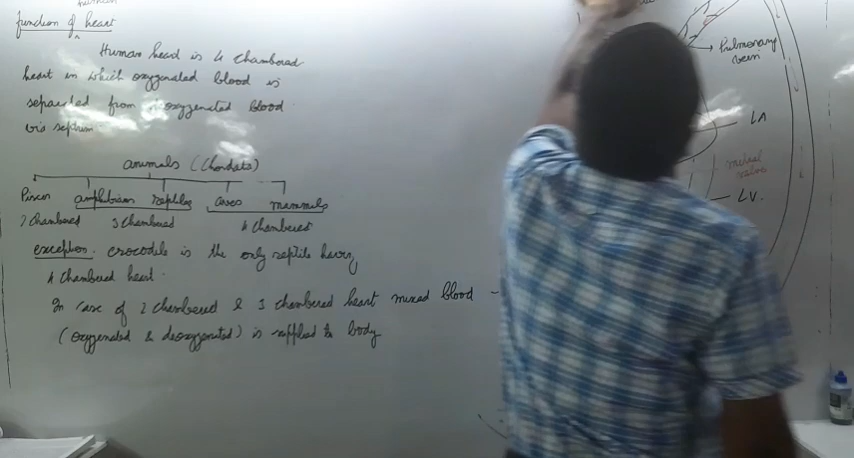 function of heart
Human heart is 4 chambered
heart in which oxygenated blood is
separated from deoxygenated blood
via septum
animals (Chordats)
Pisces amphibians reptiles aves mammals
2 chambered 3 chambered 4 chambered
exception. crocodile is the only reptile having
4 chambered heart.
In case of 2 chambered & 3 chambered heart mixed blood -
(oxygenated & deoxygenated) is supplied to body
Pulmonary
vein
LA
valve
LV.